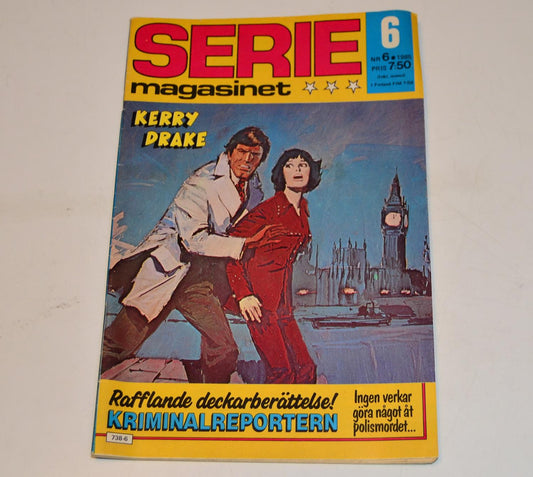 SERIE
magasinet
6
NR 6 • 1985
PRIS 7:50
KERRY
DRAKE
Rafflande deckarberättelse!
KRIMINALREPORTERN
Ingen verkar
göra något åt
polismordet...
738-6